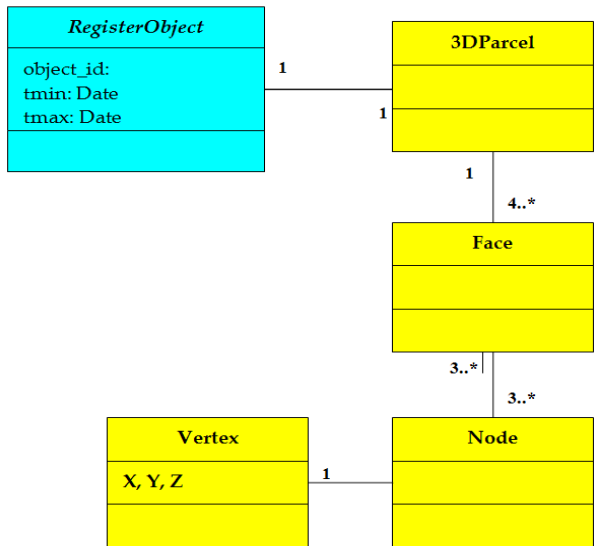 RegisterObject
object_id:
tmin: Date
tmax: Date
1
1
3DParcel
1
4..*
Face
3..*
3..*
Vertex
X, Y, Z
1
Node